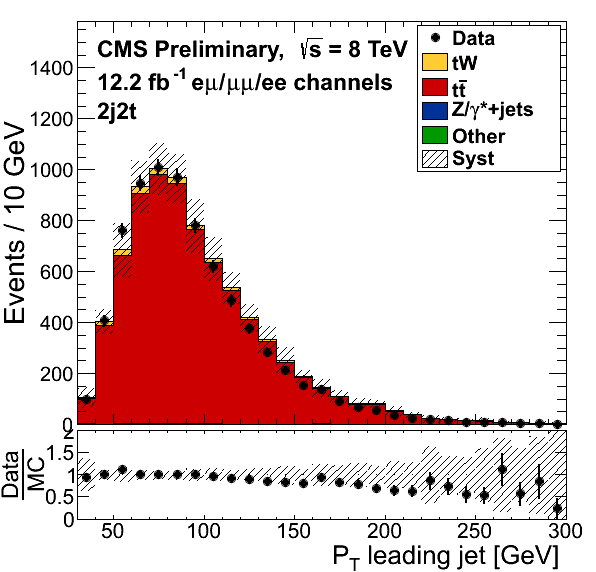 CMS Preliminary, √s = 8 TeV
12.2 fb⁻¹ eμ/μμ/ee channels
2j2t
Data
tW
tt̄
Z/γ*+jets
Other
Syst
Events / 10 GeV
1400
1200
1000
800
600
400
200
0
Data
MC
2
1.5
1
0.5
0
50 100 150 200 250 300
P_T leading jet [GeV]